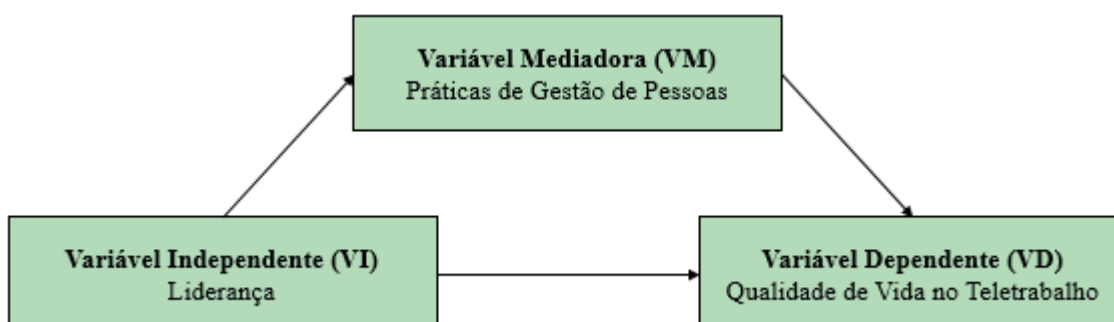 Variável Mediadora (VM)
Práticas de Gestão de Pessoas
Variável Independente (VI)
Liderança
Variável Dependente (VD)
Qualidade de Vida no Teletrabalho